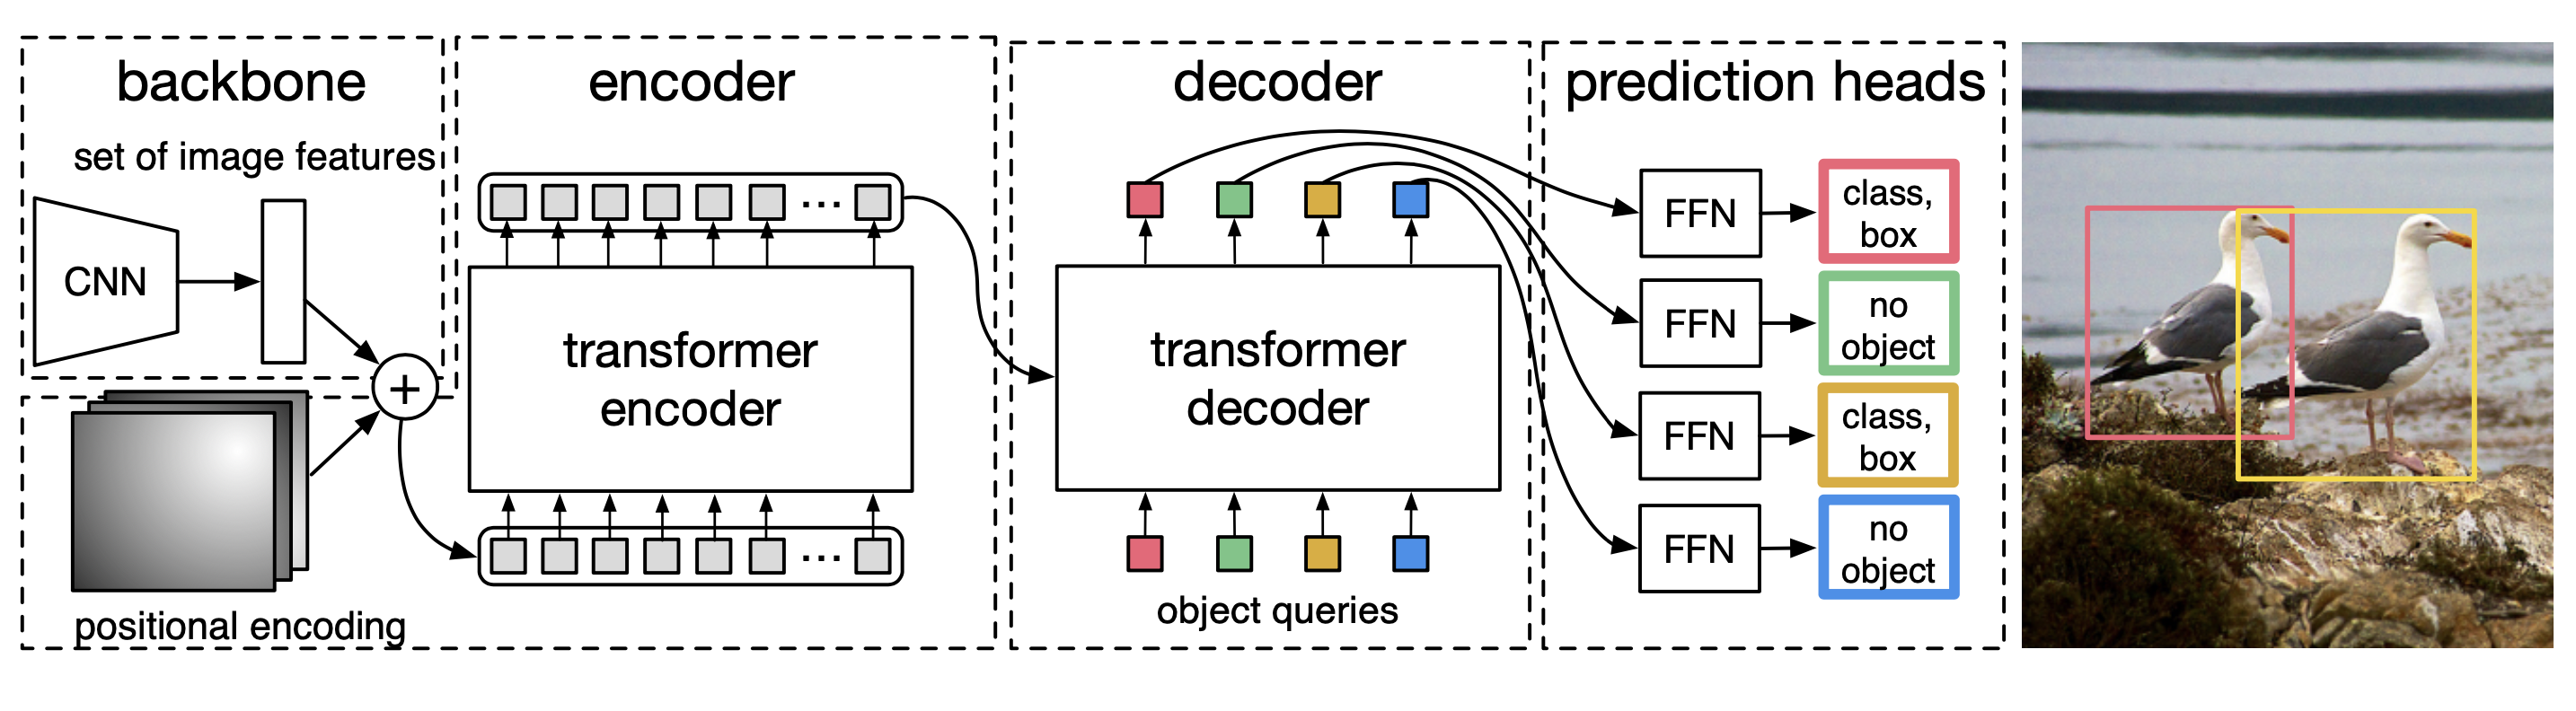 backbone
set of image features
CNN
+
positional encoding
encoder
...
transformer
encoder
...
decoder
transformer
decoder
object queries
prediction heads
FFN
class,
box
FFN
no
object
FFN
class,
box
FFN
no
object